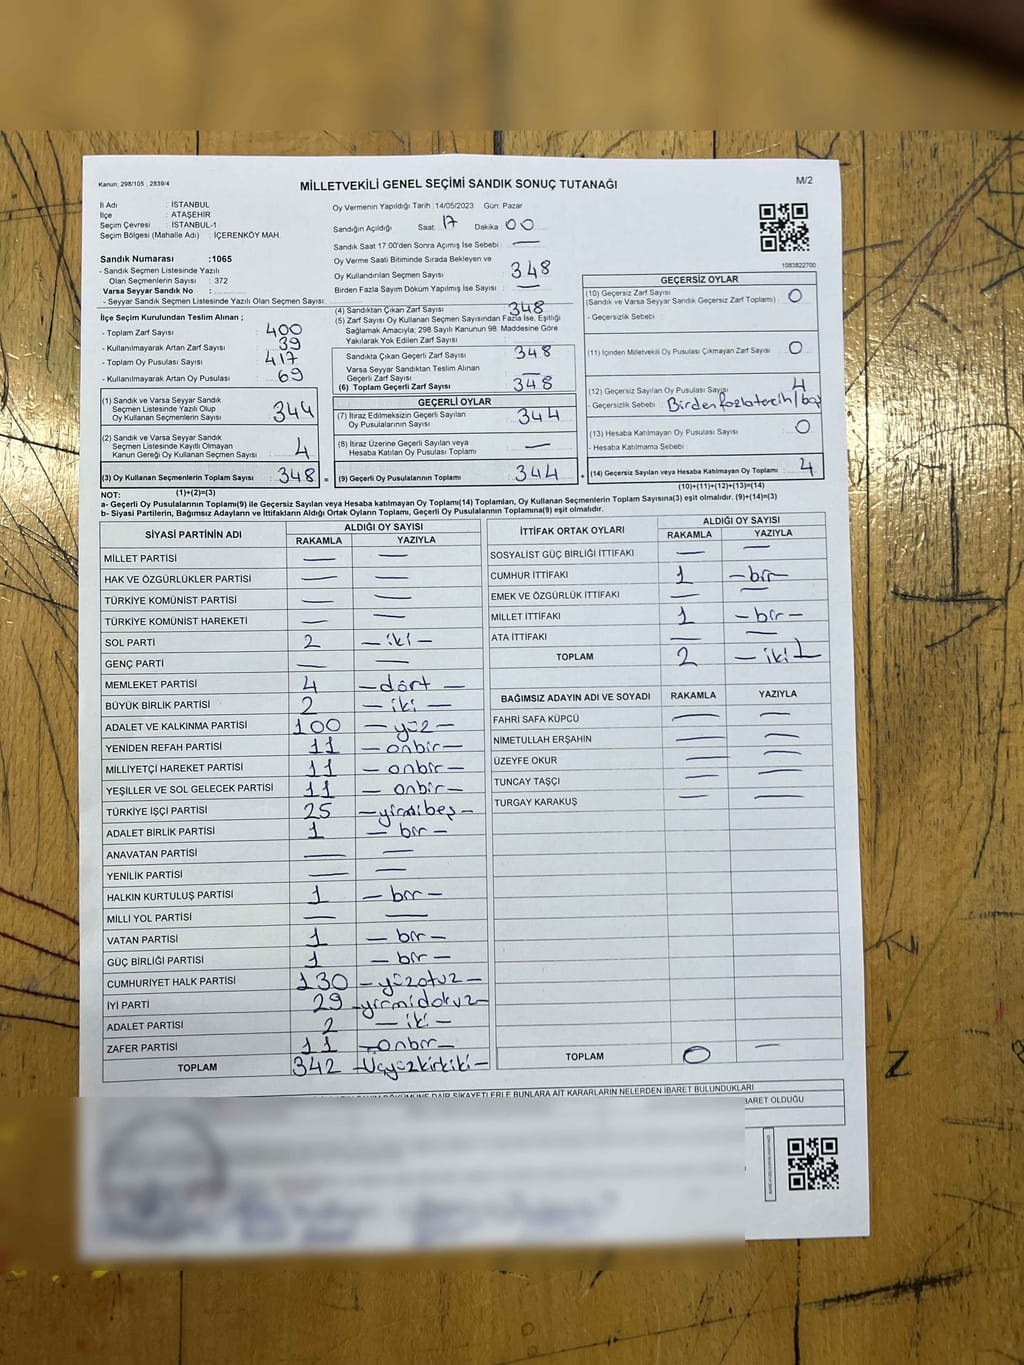 Kanun; 298/105 , 2839/4
MİLLETVEKİLİ GENEL SEÇİMİ SANDIK SONUÇ TUTANAĞI
M/2
İl Adı : İSTANBUL
İlçe : ATAŞEHİR
Seçim Çevresi : İSTANBUL-1
Seçim Bölgesi (Mahalle Adı) : İÇERENKÖY MAH.
Sandık Numarası :1065
- Sandık Seçmen Listesinde Yazılı
Olan Seçmenlerin Sayısı : 372
Varsa Seyyar Sandık No :
- Seyyar Sandık Seçmen Listesinde Yazılı Olan Seçmen Sayısı:
Oy Vermenin Yapıldığı Tarih :14/05/2023 Gün: Pazar
Sandığın Açıldığı Saat: 17 Dakika 00
Sandık Saat 17:00'den Sonra Açımış İse Sebebi : —
Oy Verme Saati Bitiminde Sırada Bekleyen ve
Oy Kullandırılan Seçmen Sayısı : 348
Birden Fazla Sayım Döküm Yapılmış İse Sayısı : —
1083822700
İlçe Seçim Kurulundan Teslim Alınan ;
- Toplam Zarf Sayısı : 400
- Kullanılmayarak Artan Zarf Sayısı : 39
- Toplam Oy Pusulası Sayısı : 417
- Kullanılmayarak Artan Oy Pusulası : 69
(1) Sandık ve Varsa Seyyar Sandık
Seçmen Listesinde Yazılı Olup
Oy Kullanan Seçmenlerin Sayısı 344
(2) Sandık ve Varsa Seyyar Sandık
Seçmen Listesinde Kayıtlı Olmayan
Kanun Gereği Oy Kullanan Seçmen Sayısı 4
(3) Oy Kullanan Seçmenlerin Toplam Sayısı : 348
(1)+(2)=(3)
(4) Sandıktan Çıkan Zarf Sayısı : 348
(5) Zarf Sayısı Oy Kullanan Seçmen Sayısından Fazla İse, Eşitliği
Sağlamak Amacıyla; 298 Sayılı Kanunun 98. Maddesine Göre
Yakılarak Yok Edilen Zarf Sayısı :
Sandıkta Çıkan Geçerli Zarf Sayısı : 348
Varsa Seyyar Sandıktan Teslim Alınan
Geçerli Zarf Sayısı : —
(6) Toplam Geçerli Zarf Sayısı : 348
GEÇERLİ OYLAR
(7) İtiraz Edilmeksizin Geçerli Sayılan
Oy Pusulalarının Sayısı : 344
(8) İtiraz Üzerine Geçerli Sayılan veya
Hesaba Katılan Oy Pusulası Toplamı : —
= (9) Geçerli Oy Pusulalarının Toplamı : 344
GEÇERSİZ OYLAR
(10) Geçersiz Zarf Sayısı
(Sandık ve Varsa Seyyar Sandık Geçersiz Zarf Toplamı) : 0
- Geçersizlik Sebebi :
(11) İçinden Milletvekili Oy Pusulası Çıkmayan Zarf Sayısı : 0
(12) Geçersiz Sayılan Oy Pusulası Sayısı : 4
- Geçersizlik Sebebi : Birden fazla tercih/
(13) Hesaba Katılmayan Oy Pusulası Sayısı : 0
- Hesaba Katılmama Sebebi :
+ (14) Geçersiz Sayılan veya Hesaba Katılmayan Oy Toplamı : 4
(10)+(11)+(12)+(13)=(14)
NOT:
a- Geçerli Oy Pusulalarının Toplamı(9) ile Geçersiz Sayılan veya Hesaba katılmayan Oy Toplamı(14) Toplamları, Oy Kullanan Seçmenlerin Toplam Sayısına(3) eşit olmalıdır. (9)+(14)=(3)
b- Siyasi Partilerin, Bağımsız Adayların ve İttifakların Aldığı Ortak Oyların Toplamı, Geçerli Oy Pusulalarının Toplamına(9) eşit olmalıdır.
SİYASİ PARTİNİN ADI ALDIĞI OY SAYISI
RAKAMLA YAZIYLA
MİLLET PARTİSİ — —
HAK VE ÖZGÜRLÜKLER PARTİSİ — —
TÜRKİYE KOMÜNİST PARTİSİ — —
TÜRKİYE KOMÜNİST HAREKETİ — —
SOL PARTİ 2 —iki—
GENÇ PARTİ — —
MEMLEKET PARTİSİ 4 —dört—
BÜYÜK BİRLİK PARTİSİ 2 —iki—
ADALET VE KALKINMA PARTİSİ 100 —yüz—
YENİDEN REFAH PARTİSİ 11 —onbir—
MİLLİYETÇİ HAREKET PARTİSİ 11 —onbir—
YEŞİLLER VE SOL GELECEK PARTİSİ 11 —onbir—
TÜRKİYE İŞÇİ PARTİSİ 25 —yirmibeş—
ADALET BİRLİK PARTİSİ 1 —bir—
ANAVATAN PARTİSİ — —
YENİLİK PARTİSİ — —
HALKIN KURTULUŞ PARTİSİ 1 —bir—
MİLLİ YOL PARTİSİ — —
VATAN PARTİSİ 1 —bir—
GÜÇ BİRLİĞİ PARTİSİ 1 —bir—
CUMHURİYET HALK PARTİSİ 130 —yüzotuz—
İYİ PARTİ 29 —yirmidokuz—
ADALET PARTİSİ 2 —iki—
ZAFER PARTİSİ 11 —onbir—
TOPLAM 342 —Üçyüzkırkiki—
İTTİFAK ORTAK OYLARI ALDIĞI OY SAYISI
RAKAMLA YAZIYLA
SOSYALİST GÜÇ BİRLİĞİ İTTİFAKI — —
CUMHUR İTTİFAKI 1 —bir—
EMEK VE ÖZGÜRLÜK İTTİFAKI — —
MİLLET İTTİFAKI 1 —bir—
ATA İTTİFAKI — —
TOPLAM 2 —iki—
BAĞIMSIZ ADAYIN ADI VE SOYADI RAKAMLA YAZIYLA
FAHRİ SAFA KÜPCÜ — —
NİMETULLAH ERŞAHİN — —
ÜZEYFE OKUR — —
TUNCAY TAŞÇI — —
TURGAY KARAKUŞ — —
TOPLAM 0 —
DÖKÜMÜNE DAİR ŞİKAYETLERLE BUNLARA AİT KARARLARIN NELERDEN İBARET BULUNDUKLARI
İBARET OLDUĞU